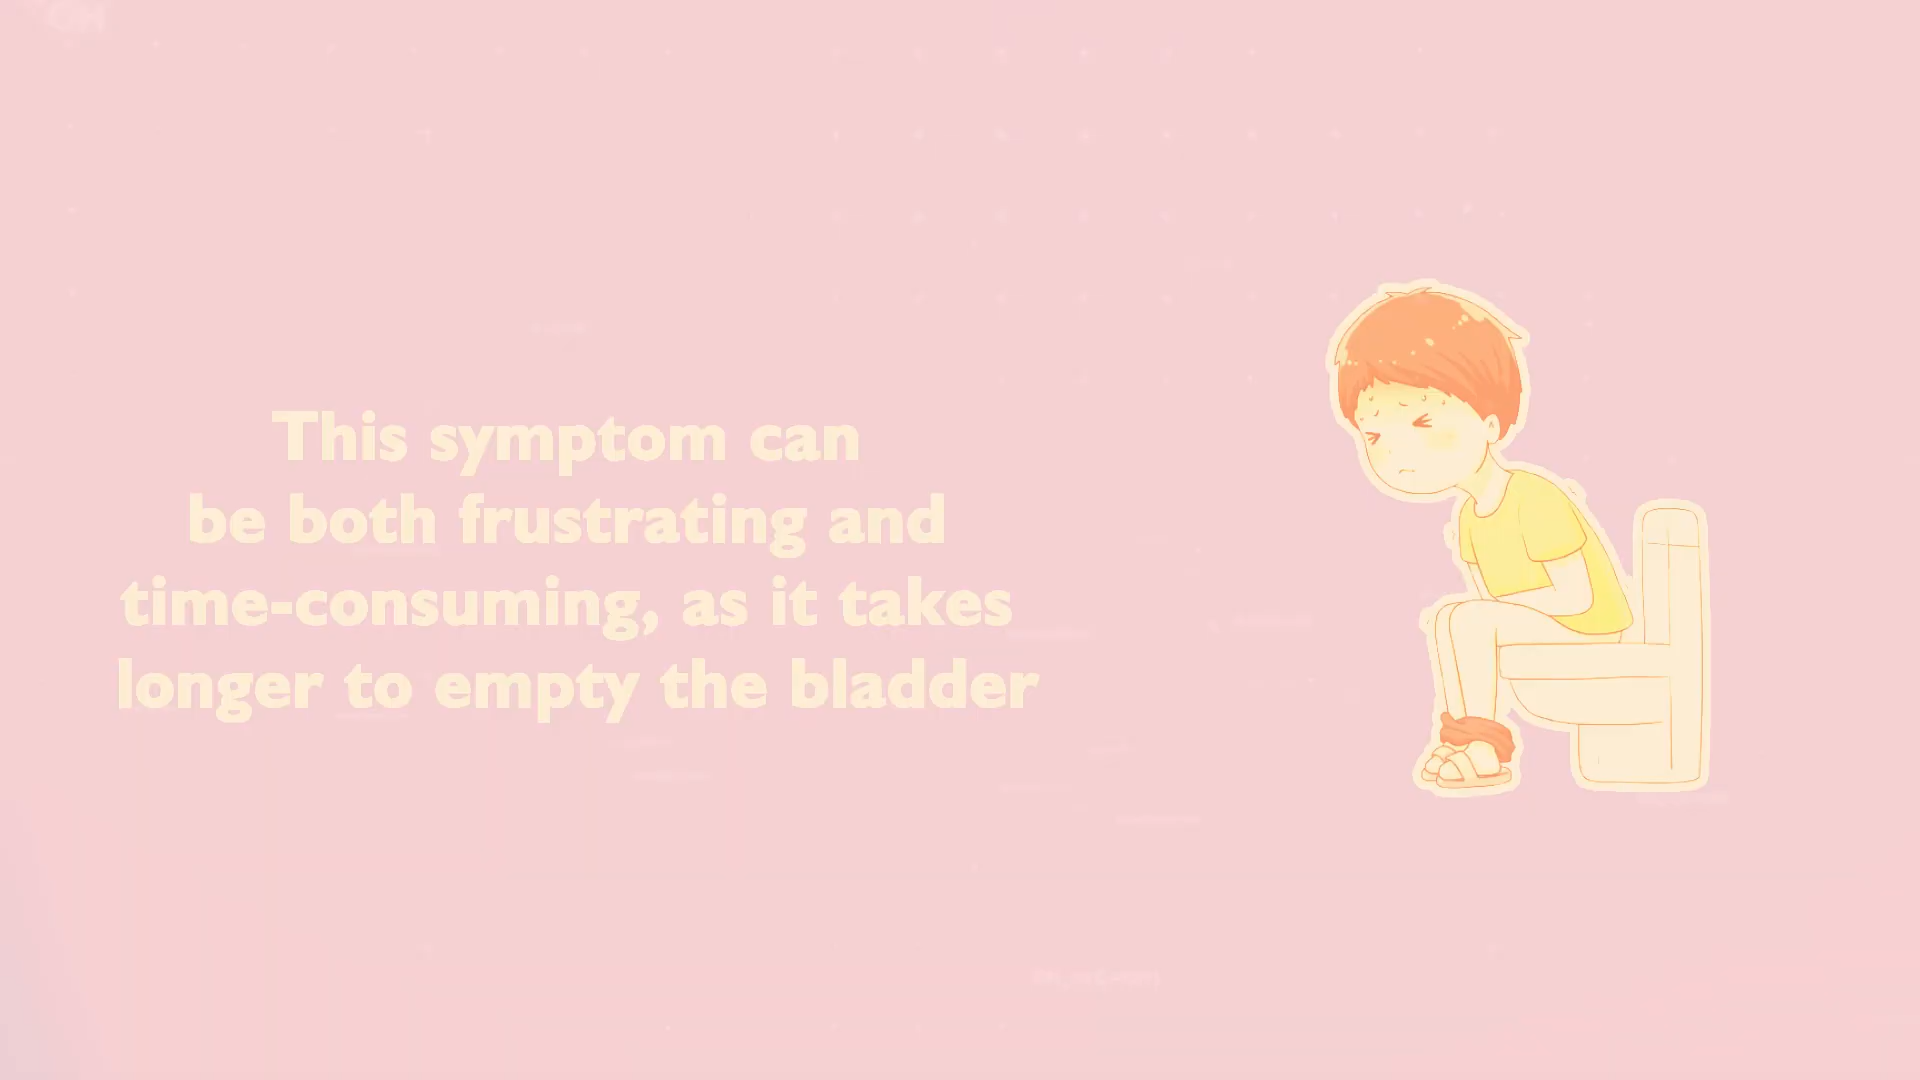 This symptom can
be both frustrating and
time-consuming, as it takes
longer to empty the bladder